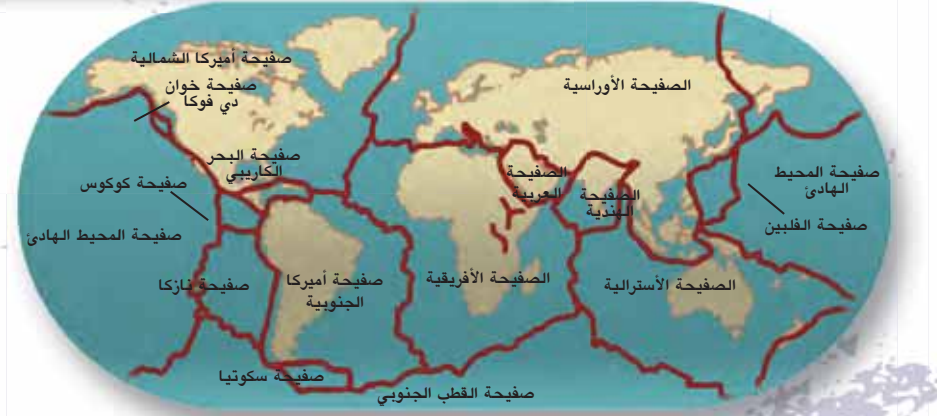 صفيحة أميركا الشمالية
صفيحة خوان
دي فوكا
الصفيحة الأوراسية
صفيحة البحر
الكاريبي
صفيحة كوكوس
صفيحة المحيط الهادئ
الصفيحة
العربية
الصفيحة
الهندية
صفيحة المحيط
الهادئ
صفيحة الفلبين
صفيحة نازكا
صفيحة أميركا
الجنوبية
الصفيحة الأفريقية
الصفيحة الأسترالية
صفيحة سكوتيا
صفيحة القطب الجنوبي